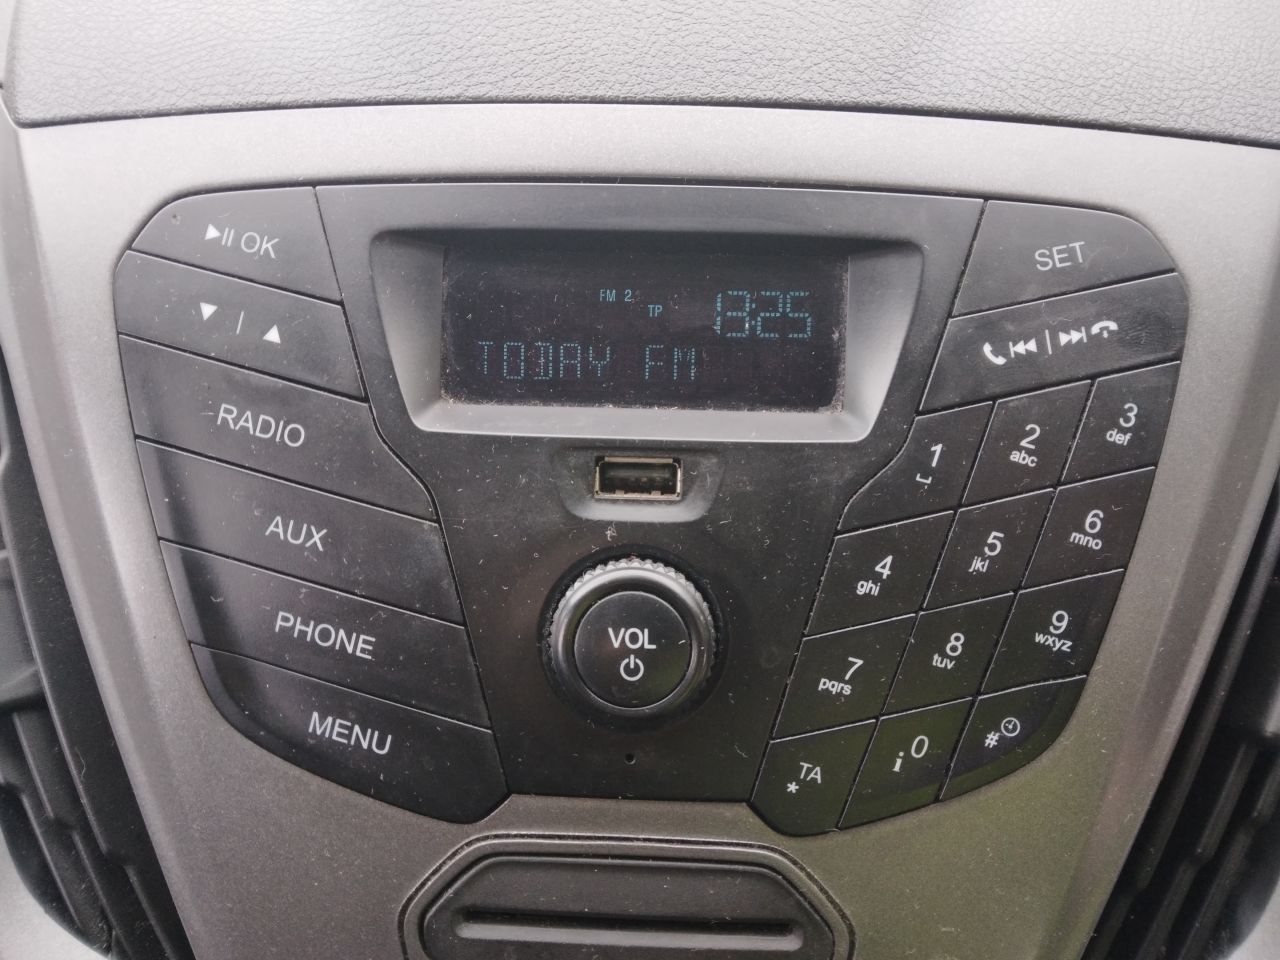 FM 2
TP
13:25
TODAY FM
OK
RADIO
AUX
PHONE
MENU
VOL
SET
1
2
abc
3
def
4
ghi
5
jkl
6
mno
7
pqrs
8
tuv
9
wxyz
* TA
i 0
#